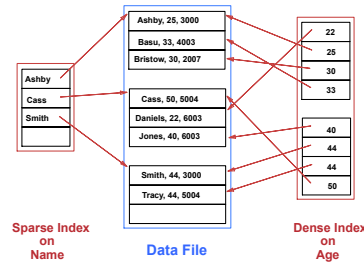 Ashby, 25, 3000
Basu, 33, 4003
Bristow, 30, 2007
Ashby
Cass
Smith
Cass, 50, 5004
Daniels, 22, 6003
Jones, 40, 6003
Smith, 44, 3000
Tracy, 44, 5004
22
25
30
33
40
44
44
50
Sparse Index
on
Name
Data File
Dense Index
on
Age